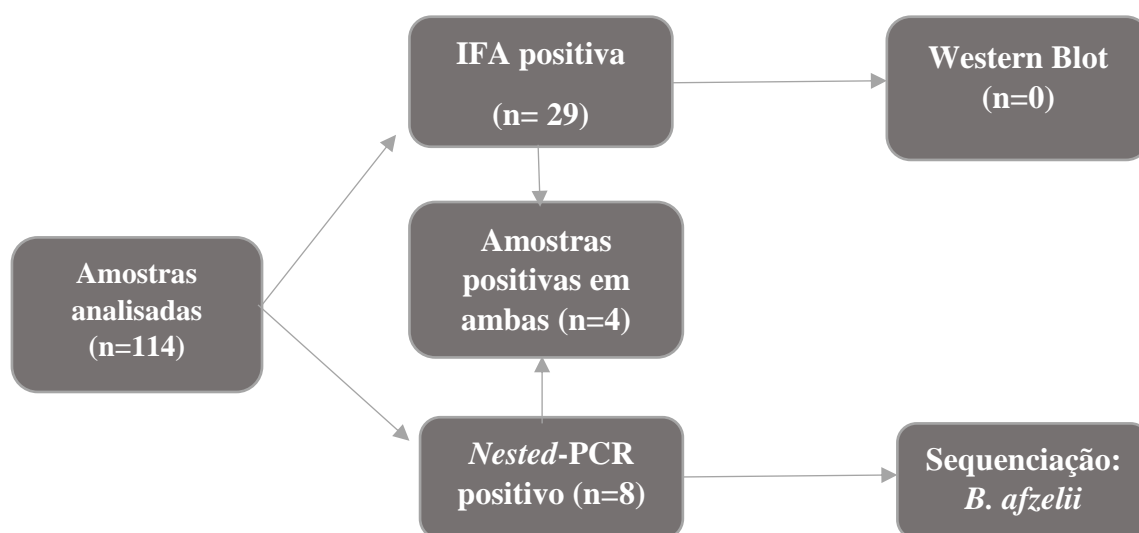 IFA positiva
(n= 29)
Western Blot
(n=0)
Amostras
analisadas
(n=114)
Amostras
positivas em
ambas (n=4)
Nested-PCR
positivo (n=8)
Sequenciação:
B. afzelii